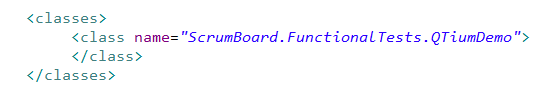 <classes>
<class name="ScrumBoard.FunctionalTests.QTiumDemo">
</class>
</classes>